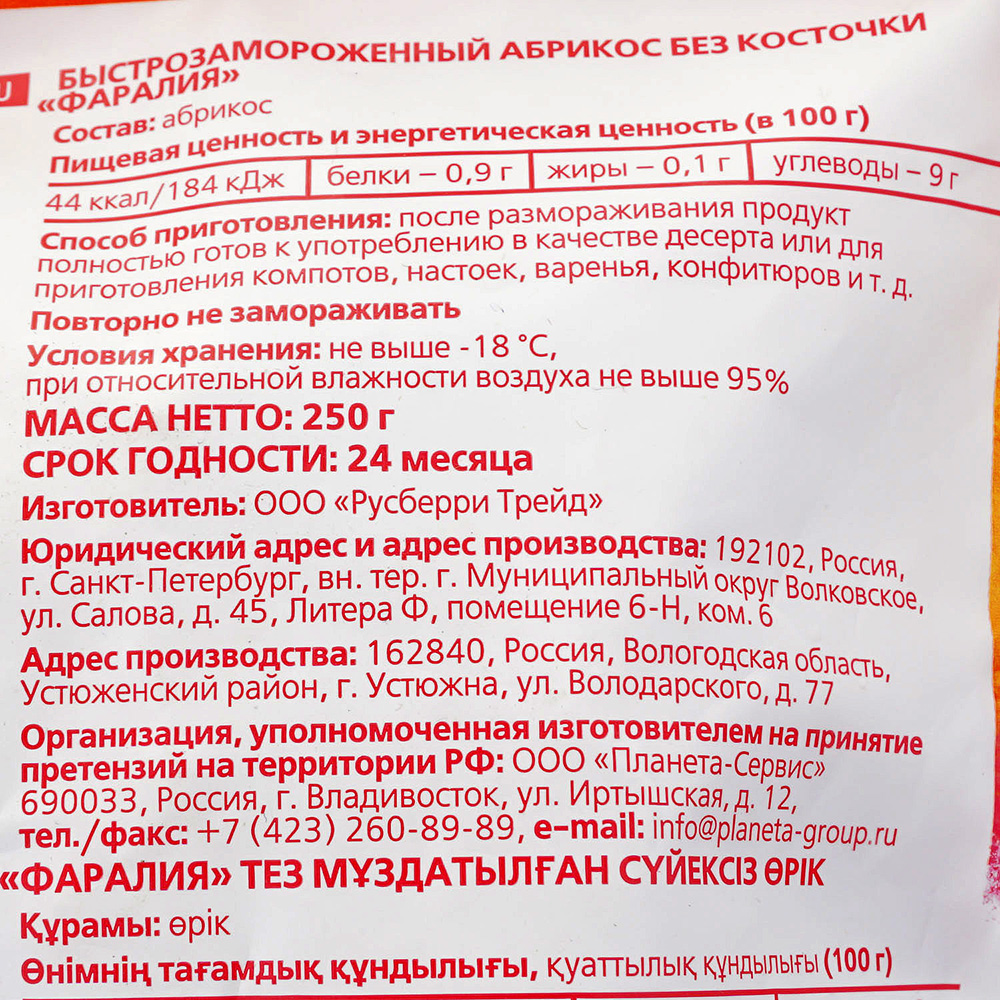 БЫСТРОЗАМОРОЖЕННЫЙ АБРИКОС БЕЗ КОСТОЧКИ
«ФАРАЛИЯ»
Состав: абрикос
Пищевая ценность и энергетическая ценность (в 100 г)
44 ккал/184 кДж белки – 0,9 г жиры – 0,1 г углеводы – 9 г
Способ приготовления: после размораживания продукт
полностью готов к употреблению в качестве десерта или для
приготовления компотов, настоек, варенья, конфитюров и т. д.
Повторно не замораживать
Условия хранения: не выше -18 °С,
при относительной влажности воздуха не выше 95%
МАССА НЕТТО: 250 г
СРОК ГОДНОСТИ: 24 месяца
Изготовитель: ООО «Русберри Трейд»
Юридический адрес и адрес производства: 192102, Россия,
г. Санкт-Петербург, вн. тер. г. Муниципальный округ Волковское,
ул. Салова, д. 45, Литера Ф, помещение 6-Н, ком. 6
Адрес производства: 162840, Россия, Вологодская область,
Устюженский район, г. Устюжна, ул. Володарского, д. 77
Организация, уполномоченная изготовителем на принятие
претензий на территории РФ: ООО «Планета-Сервис»
690033, Россия, г. Владивосток, ул. Иртышская, д. 12,
тел./факс: +7 (423) 260-89-89, e-mail: info@planeta-group.ru
«ФАРАЛИЯ» ТЕЗ МҰЗДАТЫЛҒАН СҮЙЕКСІЗ ӨРІК
Құрамы: өрік
Өнімнің тағамдық құндылығы, қуаттылық құндылығы (100 г)